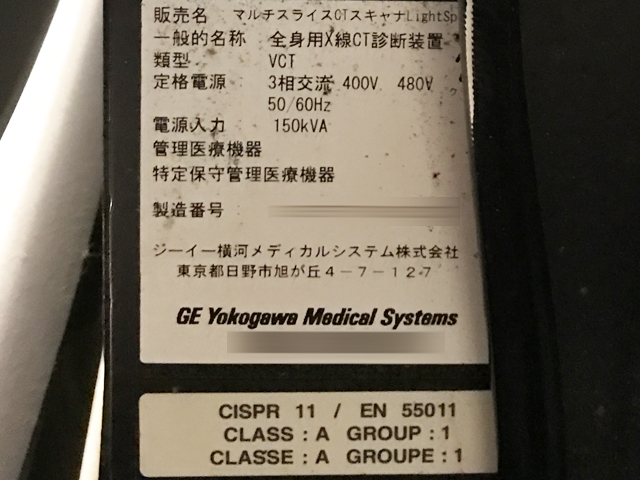 販売名 マルチスライスCTスキャナLightSp
一般的名称 全身用X線CT診断装置
類型 VCT
定格電源 3相交流 400V 480V
50/60Hz
電源入力 150kVA
管理医療機器
特定保守管理医療機器
製造番号
ジーイー横河メディカルシステム株式会社
東京都日野市旭が丘4-7-127
GE Yokogawa Medical Systems
CISPR 11 / EN 55011
CLASS : A GROUP : 1
CLASSE : A GROUPE : 1